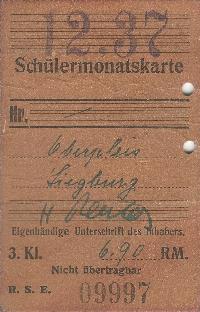 12.37
Schülermonatskarte
Nr. —
Oberpleis
Siegburg
H
Eigenhändige Unterschrift des Inhabers.
3. Kl. 6.90 RM.
Nicht übertragbar
R. S. E. 09997